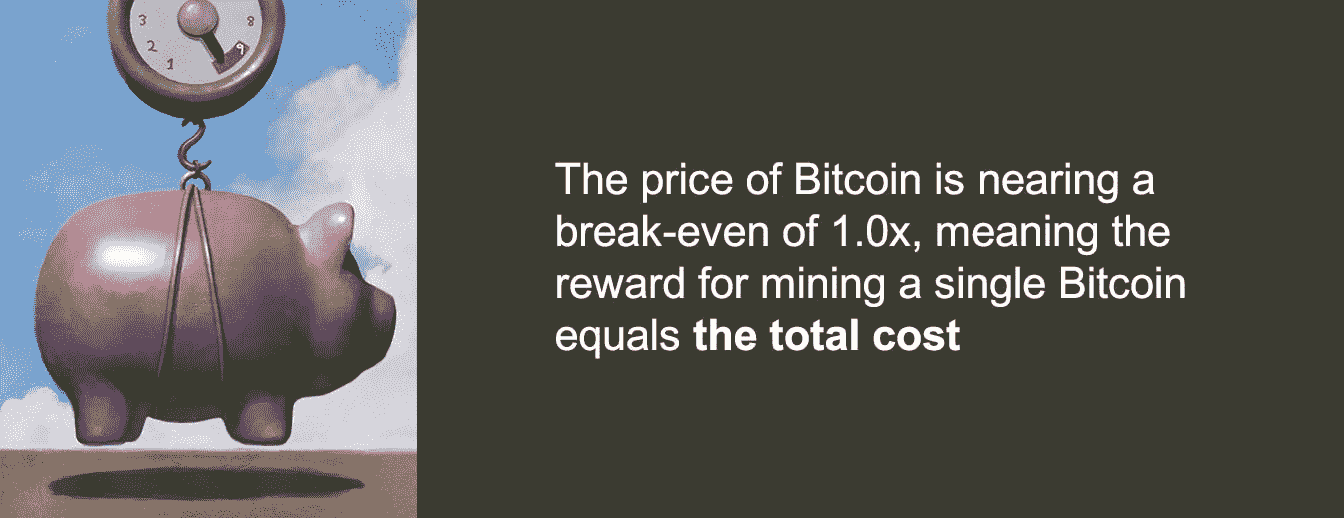 3
8
2
9
1
The price of Bitcoin is nearing a
break-even of 1.0x, meaning the
reward for mining a single Bitcoin
equals the total cost